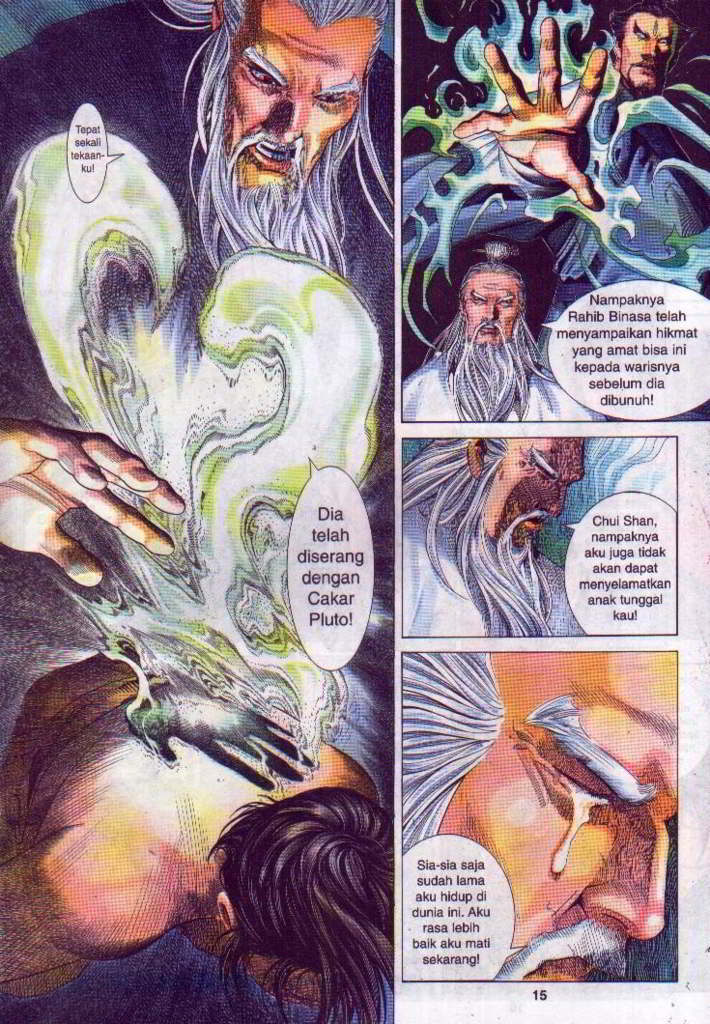 Tepat
sekali
tekaan-
ku!
Dia
telah
diserang
dengan
Cakar
Pluto!
Nampaknya
Rahib Binasa telah
menyampaikan hikmat
yang amat bisa ini
kepada warisnya
sebelum dia
dibunuh!
Chui Shan,
nampaknya
aku juga tidak
akan dapat
menyelamatkan
anak tunggal
kau!
Sia-sia saja
sudah lama
aku hidup di
dunia ini. Aku
rasa lebih
baik aku mati
sekarang!
15